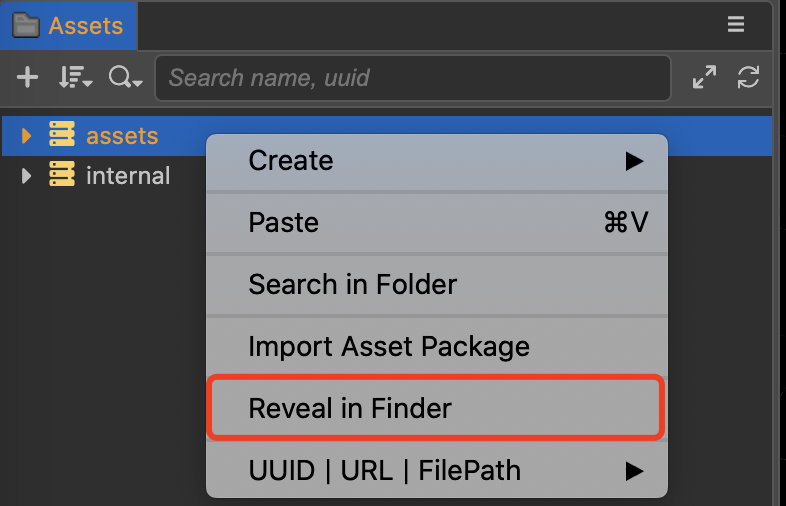 Assets
Search name, uuid
assets
internal
Create
Paste ⌘V
Search in Folder
Import Asset Package
Reveal in Finder
UUID | URL | FilePath